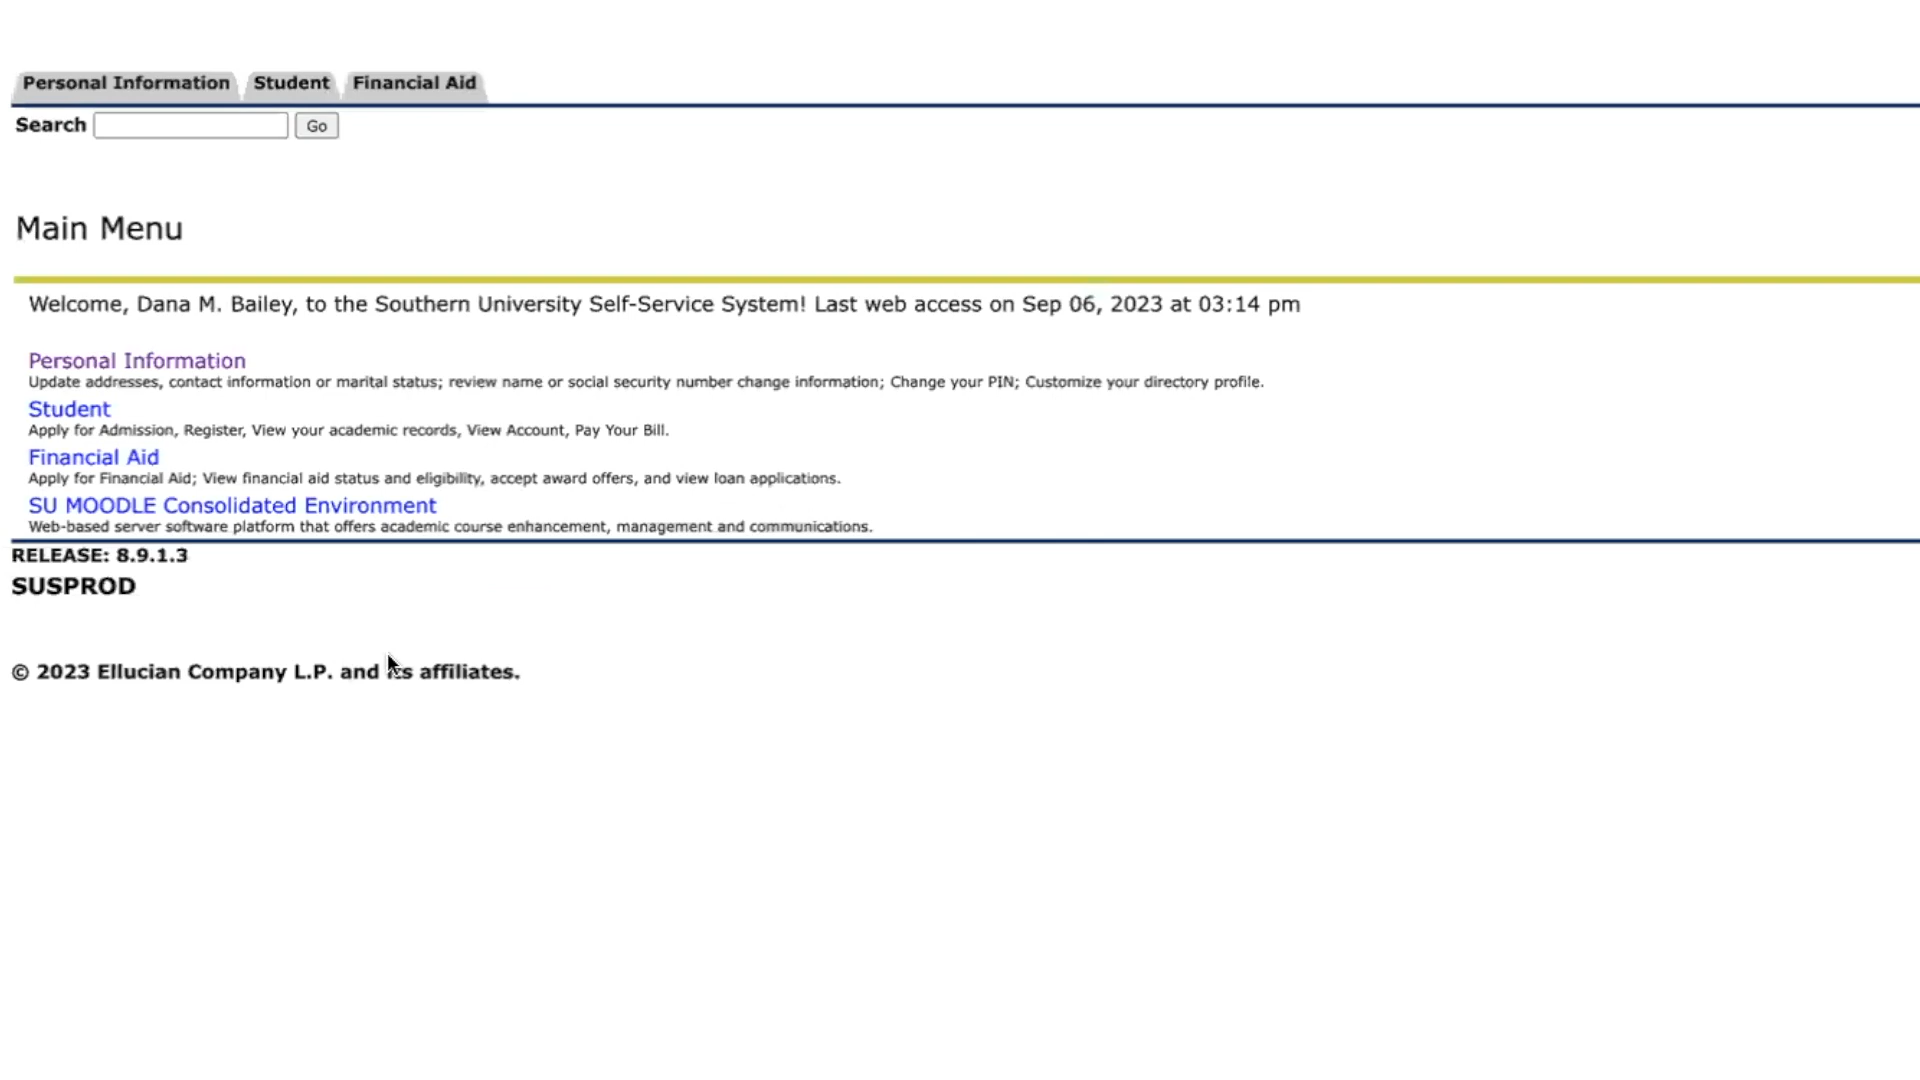 Personal Information Student Financial Aid
Search Go
Main Menu
Welcome, Dana M. Bailey, to the Southern University Self-Service System! Last web access on Sep 06, 2023 at 03:14 pm
Personal Information
Update addresses, contact information or marital status; review name or social security number change information; Change your PIN; Customize your directory profile.
Student
Apply for Admission, Register, View your academic records, View Account, Pay Your Bill.
Financial Aid
Apply for Financial Aid; View financial aid status and eligibility, accept award offers, and view loan applications.
SU MOODLE Consolidated Environment
Web-based server software platform that offers academic course enhancement, management and communications.
RELEASE: 8.9.1.3
SUSPROD
© 2023 Ellucian Company L.P. and its affiliates.